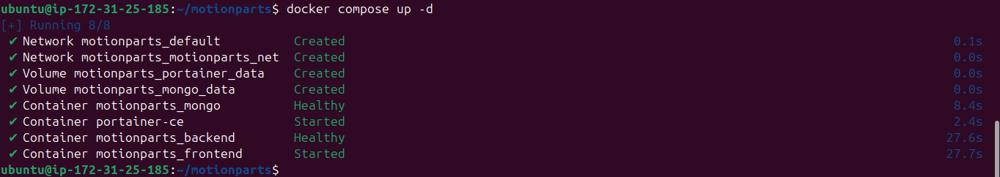 ubuntu@ip-172-31-25-185:~/motionparts$ docker compose up -d
[+] Running 8/8
✔ Network motionparts_default Created 0.1s
✔ Network motionparts_motionparts_net Created 0.0s
✔ Volume motionparts_portainer_data Created 0.0s
✔ Volume motionparts_mongo_data Created 0.0s
✔ Container motionparts_mongo Healthy 8.4s
✔ Container portainer-ce Started 2.4s
✔ Container motionparts_backend Healthy 27.6s
✔ Container motionparts_frontend Started 27.7s
ubuntu@ip-172-31-25-185:~/motionparts$